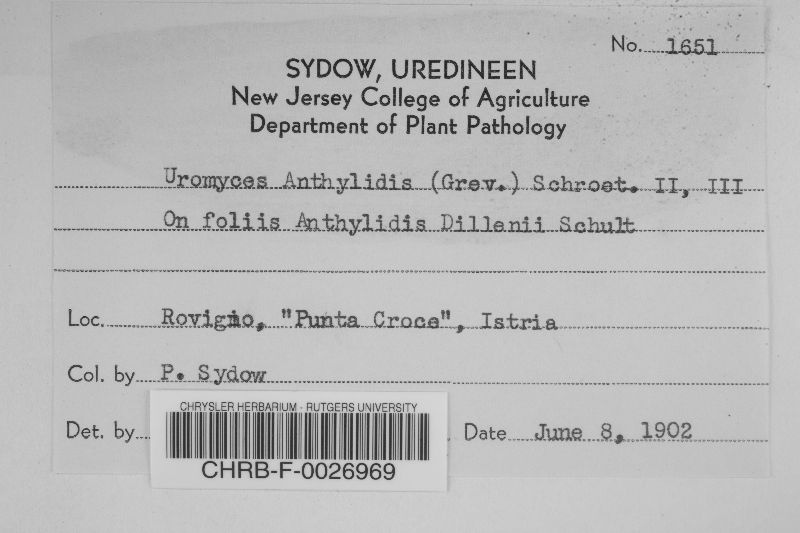 No. 1651
SYDOW, UREDINEEN
New Jersey College of Agriculture
Department of Plant Pathology
Uromyces Anthylidis (Grev.) Schroet. II, III
On foliis Anthylidis Dillenii Schult
Loc. Rovigno, "Punta Croce", Istria
Col. by P. Sydow
Det. by Date June 8, 1902
CHRYSLER HERBARIUM - RUTGERS UNIVERSITY
CHRB-F-0026969